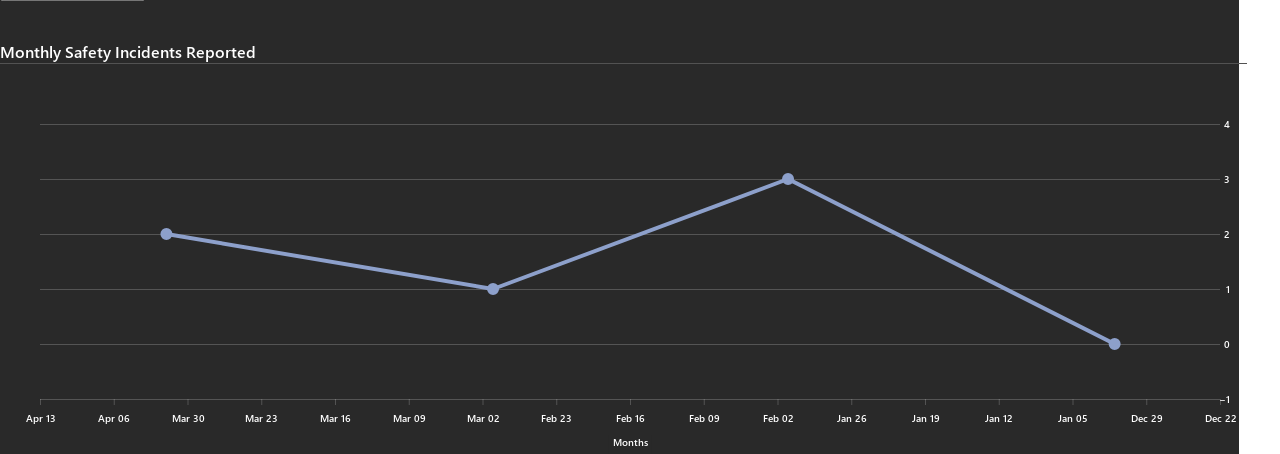 Monthly Safety Incidents Reported
4
3
2
1
0
-1
Apr 13 Apr 06 Mar 30 Mar 23 Mar 16 Mar 09 Mar 02 Feb 23 Feb 16 Feb 09 Feb 02 Jan 26 Jan 19 Jan 12 Jan 05 Dec 29 Dec 22
Months